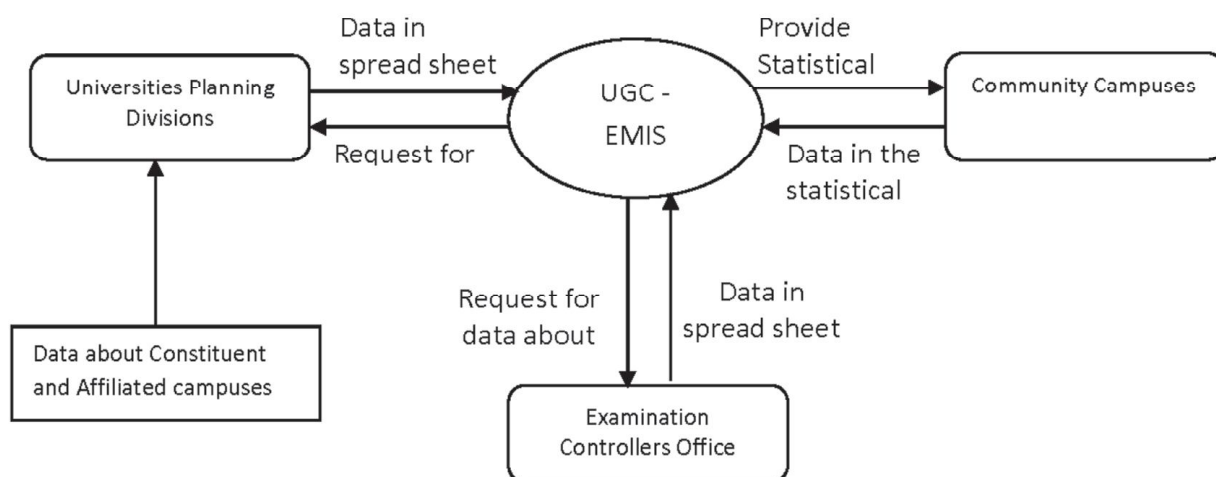 Data in
spread sheet
Provide
Statistical
Universities Planning
Divisions
UGC -
EMIS
Community Campuses
Request for
Data in the
statistical
Request for
data about
Data in
spread sheet
Data about Constituent
and Affiliated campuses
Examination
Controllers Office